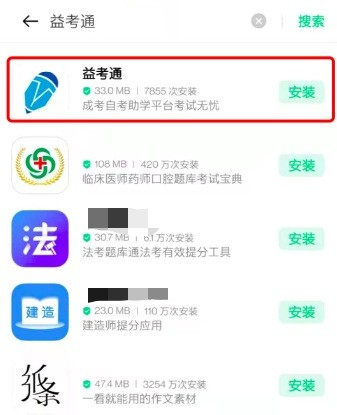 益考通
搜索
益考通
33.0 MB | 7855 次安装
成考自考助学平台考试无忧
安装
108 MB | 420 万次安装
临床医师药师口腔题库考试宝典
安装
法
30.7 MB | 6.1 万次安装
法考题库通法考有效提分工具
安装
建造
23.0 MB | 110 万次安装
建造师提分应用
安装
纸条
47.4 MB | 3254 万次安装
一看就能用的作文素材
安装